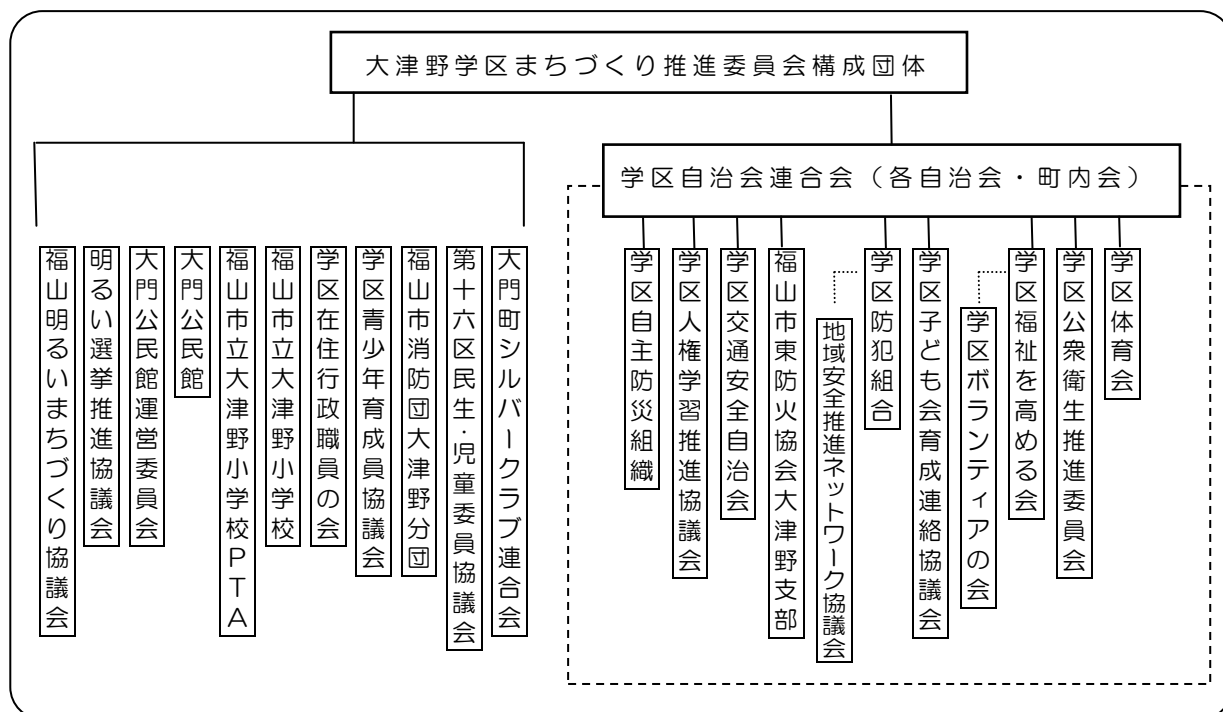 大津野学区まちづくり推進委員会構成団体
学区自治会連合会（各自治会・町内会）
福山明るいまちづくり協議会
明るい選挙推進協議会
大門公民館運営委員会
大門公民館
福山市立大津野小学校ＰＴＡ
福山市立大津野小学校
学区在住行政職員の会
学区青少年育成員協議会
福山市消防団大津野分団
第十六区民生・児童委員協議会
大門町シルバークラブ連合会
学区自主防災組織
学区人権学習推進協議会
学区交通安全自治会
福山市東防火協会大津野支部
地域安全推進ネットワーク協議会
学区防犯組合
学区子ども会育成連絡協議会
学区ボランティアの会
学区福祉を高める会
学区公衆衛生推進委員会
学区体育会